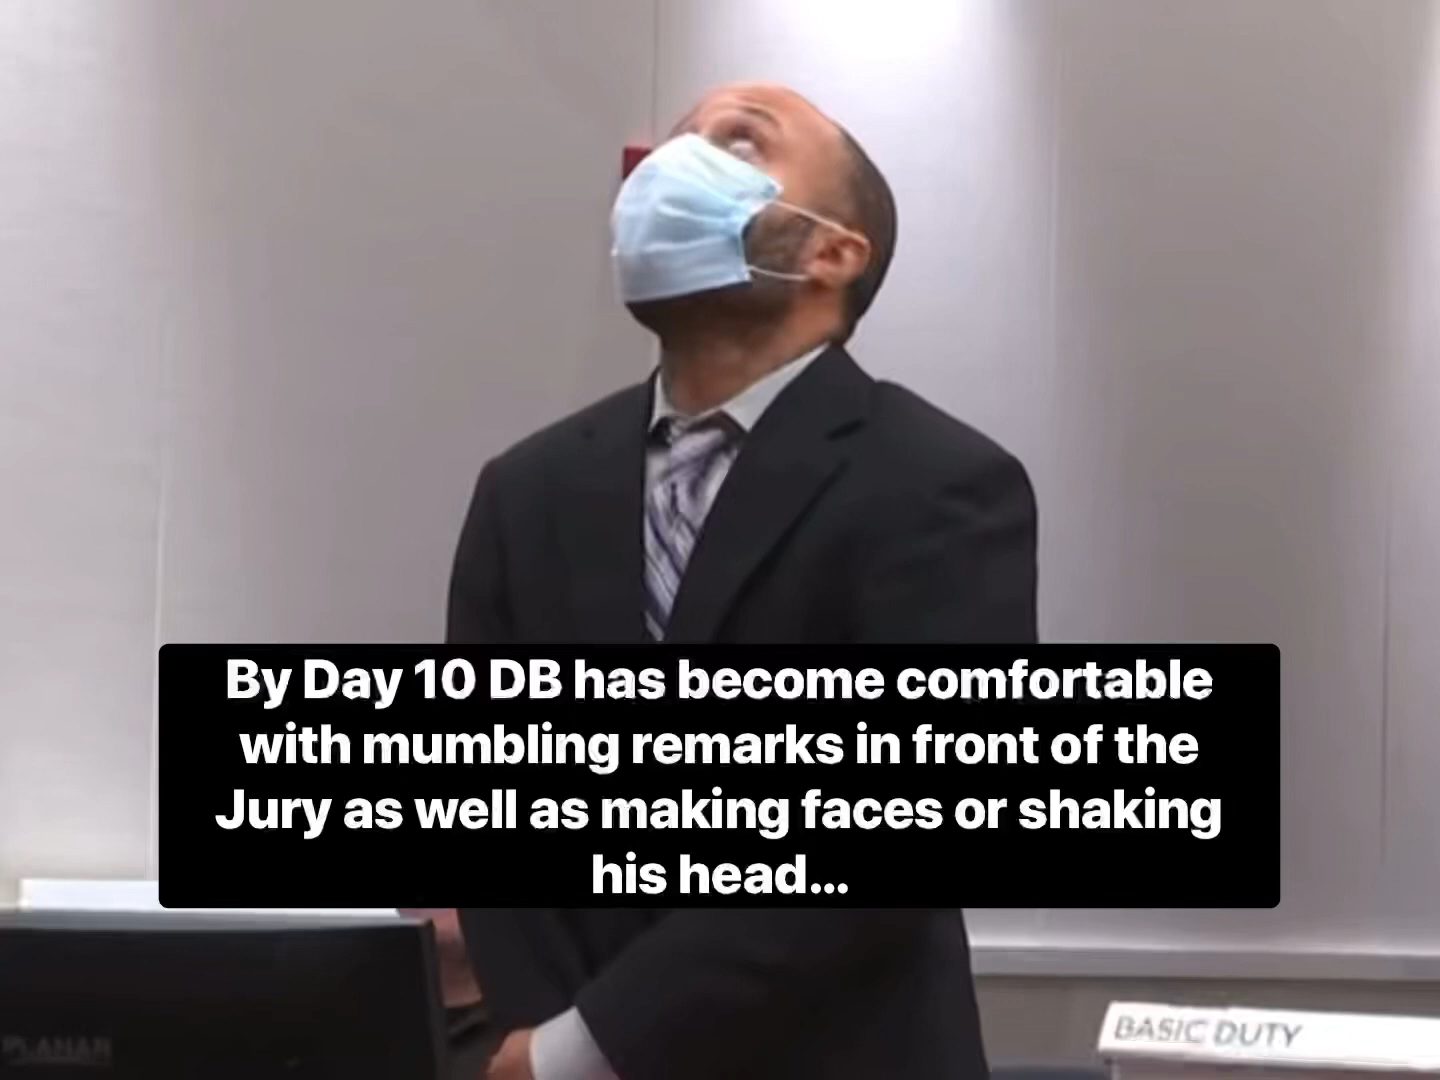 By Day 10 DB has become comfortable
with mumbling remarks in front of the
Jury as well as making faces or shaking
his head...
PLANAR
BASIC DUTY